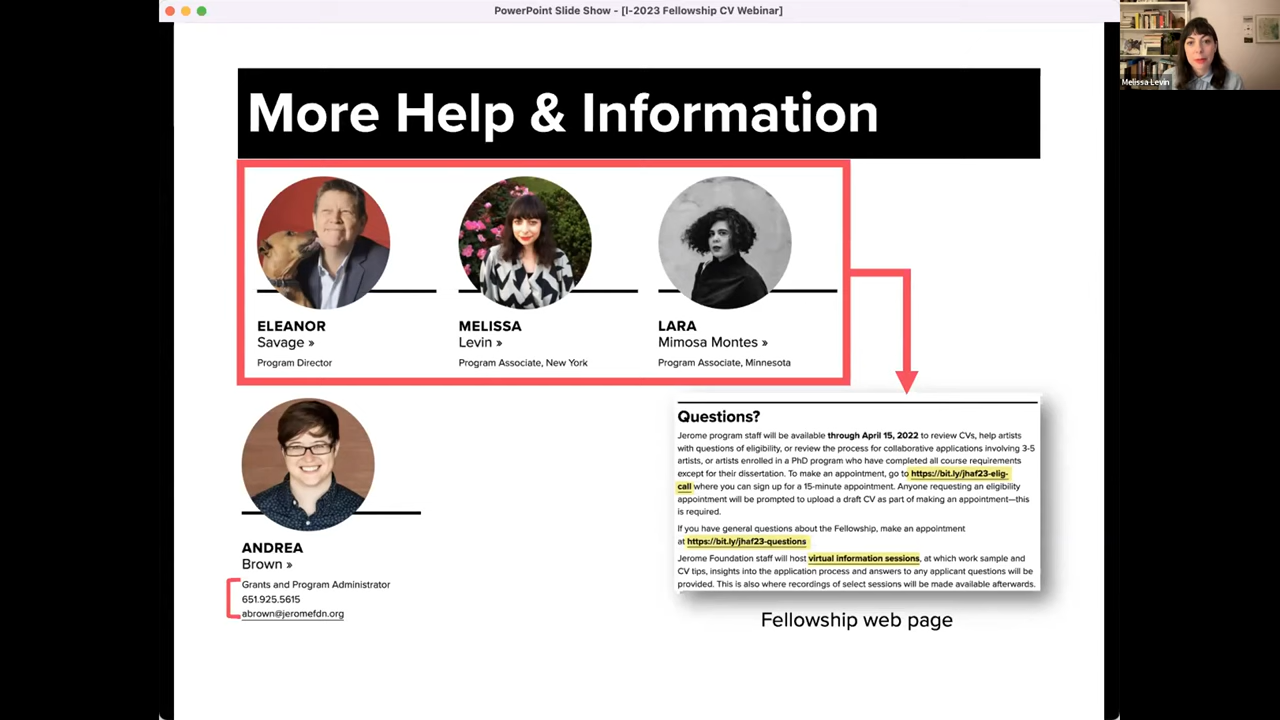 PowerPoint Slide Show - [I-2023 Fellowship CV Webinar]
Melissa Levin
More Help & Information
ELEANOR
Savage »
Program Director
MELISSA
Levin »
Program Associate, New York
LARA
Mimosa Montes »
Program Associate, Minnesota
ANDREA
Brown »
Grants and Program Administrator
651.925.5615
abrown@jeromefdn.org
Questions?
Jerome program staff will be available through April 15, 2022 to review CVs, help artists
with questions of eligibility, or review the process for collaborative applications involving 3-5
artists, or artists enrolled in a PhD program who have completed all course requirements
except for their dissertation. To make an appointment, go to https://bit.ly/jhaf23-elig-
call where you can sign up for a 15-minute appointment. Anyone requesting an eligibility
appointment will be prompted to upload a draft CV as part of making an appointment—this
is required.
If you have general questions about the Fellowship, make an appointment
at https://bit.ly/jhaf23-questions
Jerome Foundation staff will host virtual information sessions, at which work sample and
CV tips, insights into the application process and answers to any applicant questions will be
provided. This is also where recordings of select sessions will be made available afterwards.
Fellowship web page